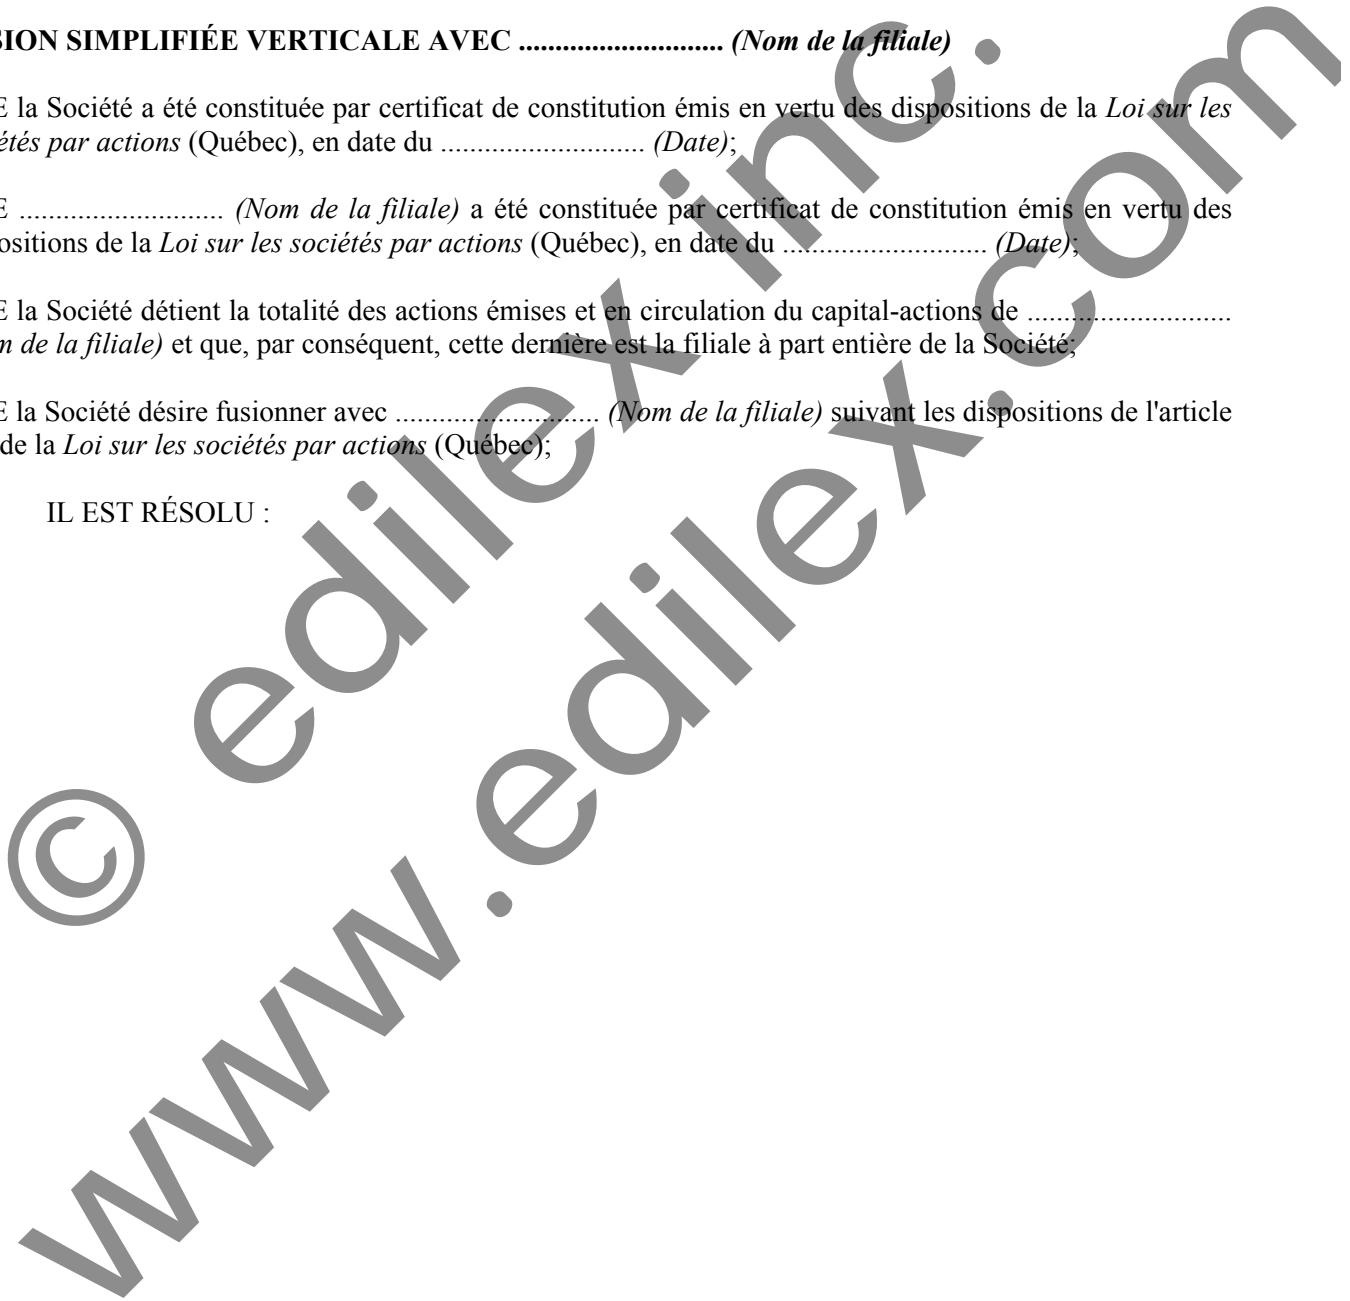 SION SIMPLIFIÉE VERTICALE AVEC ............................ (Nom de la filiale)
E la Société a été constituée par certificat de constitution émis en vertu des dispositions de la Loi sur les
étés par actions (Québec), en date du ............................ (Date);
E ............................ (Nom de la filiale) a été constituée par certificat de constitution émis en vertu des
ositions de la Loi sur les sociétés par actions (Québec), en date du ............................ (Date);
E la Société détient la totalité des actions émises et en circulation du capital-actions de ............................
m de la filiale) et que, par conséquent, cette dernière est la filiale à part entière de la Société;
E la Société désire fusionner avec ............................ (Nom de la filiale) suivant les dispositions de l'article
de la Loi sur les sociétés par actions (Québec);
IL EST RÉSOLU :
© edilex inc.
www.edilex.com